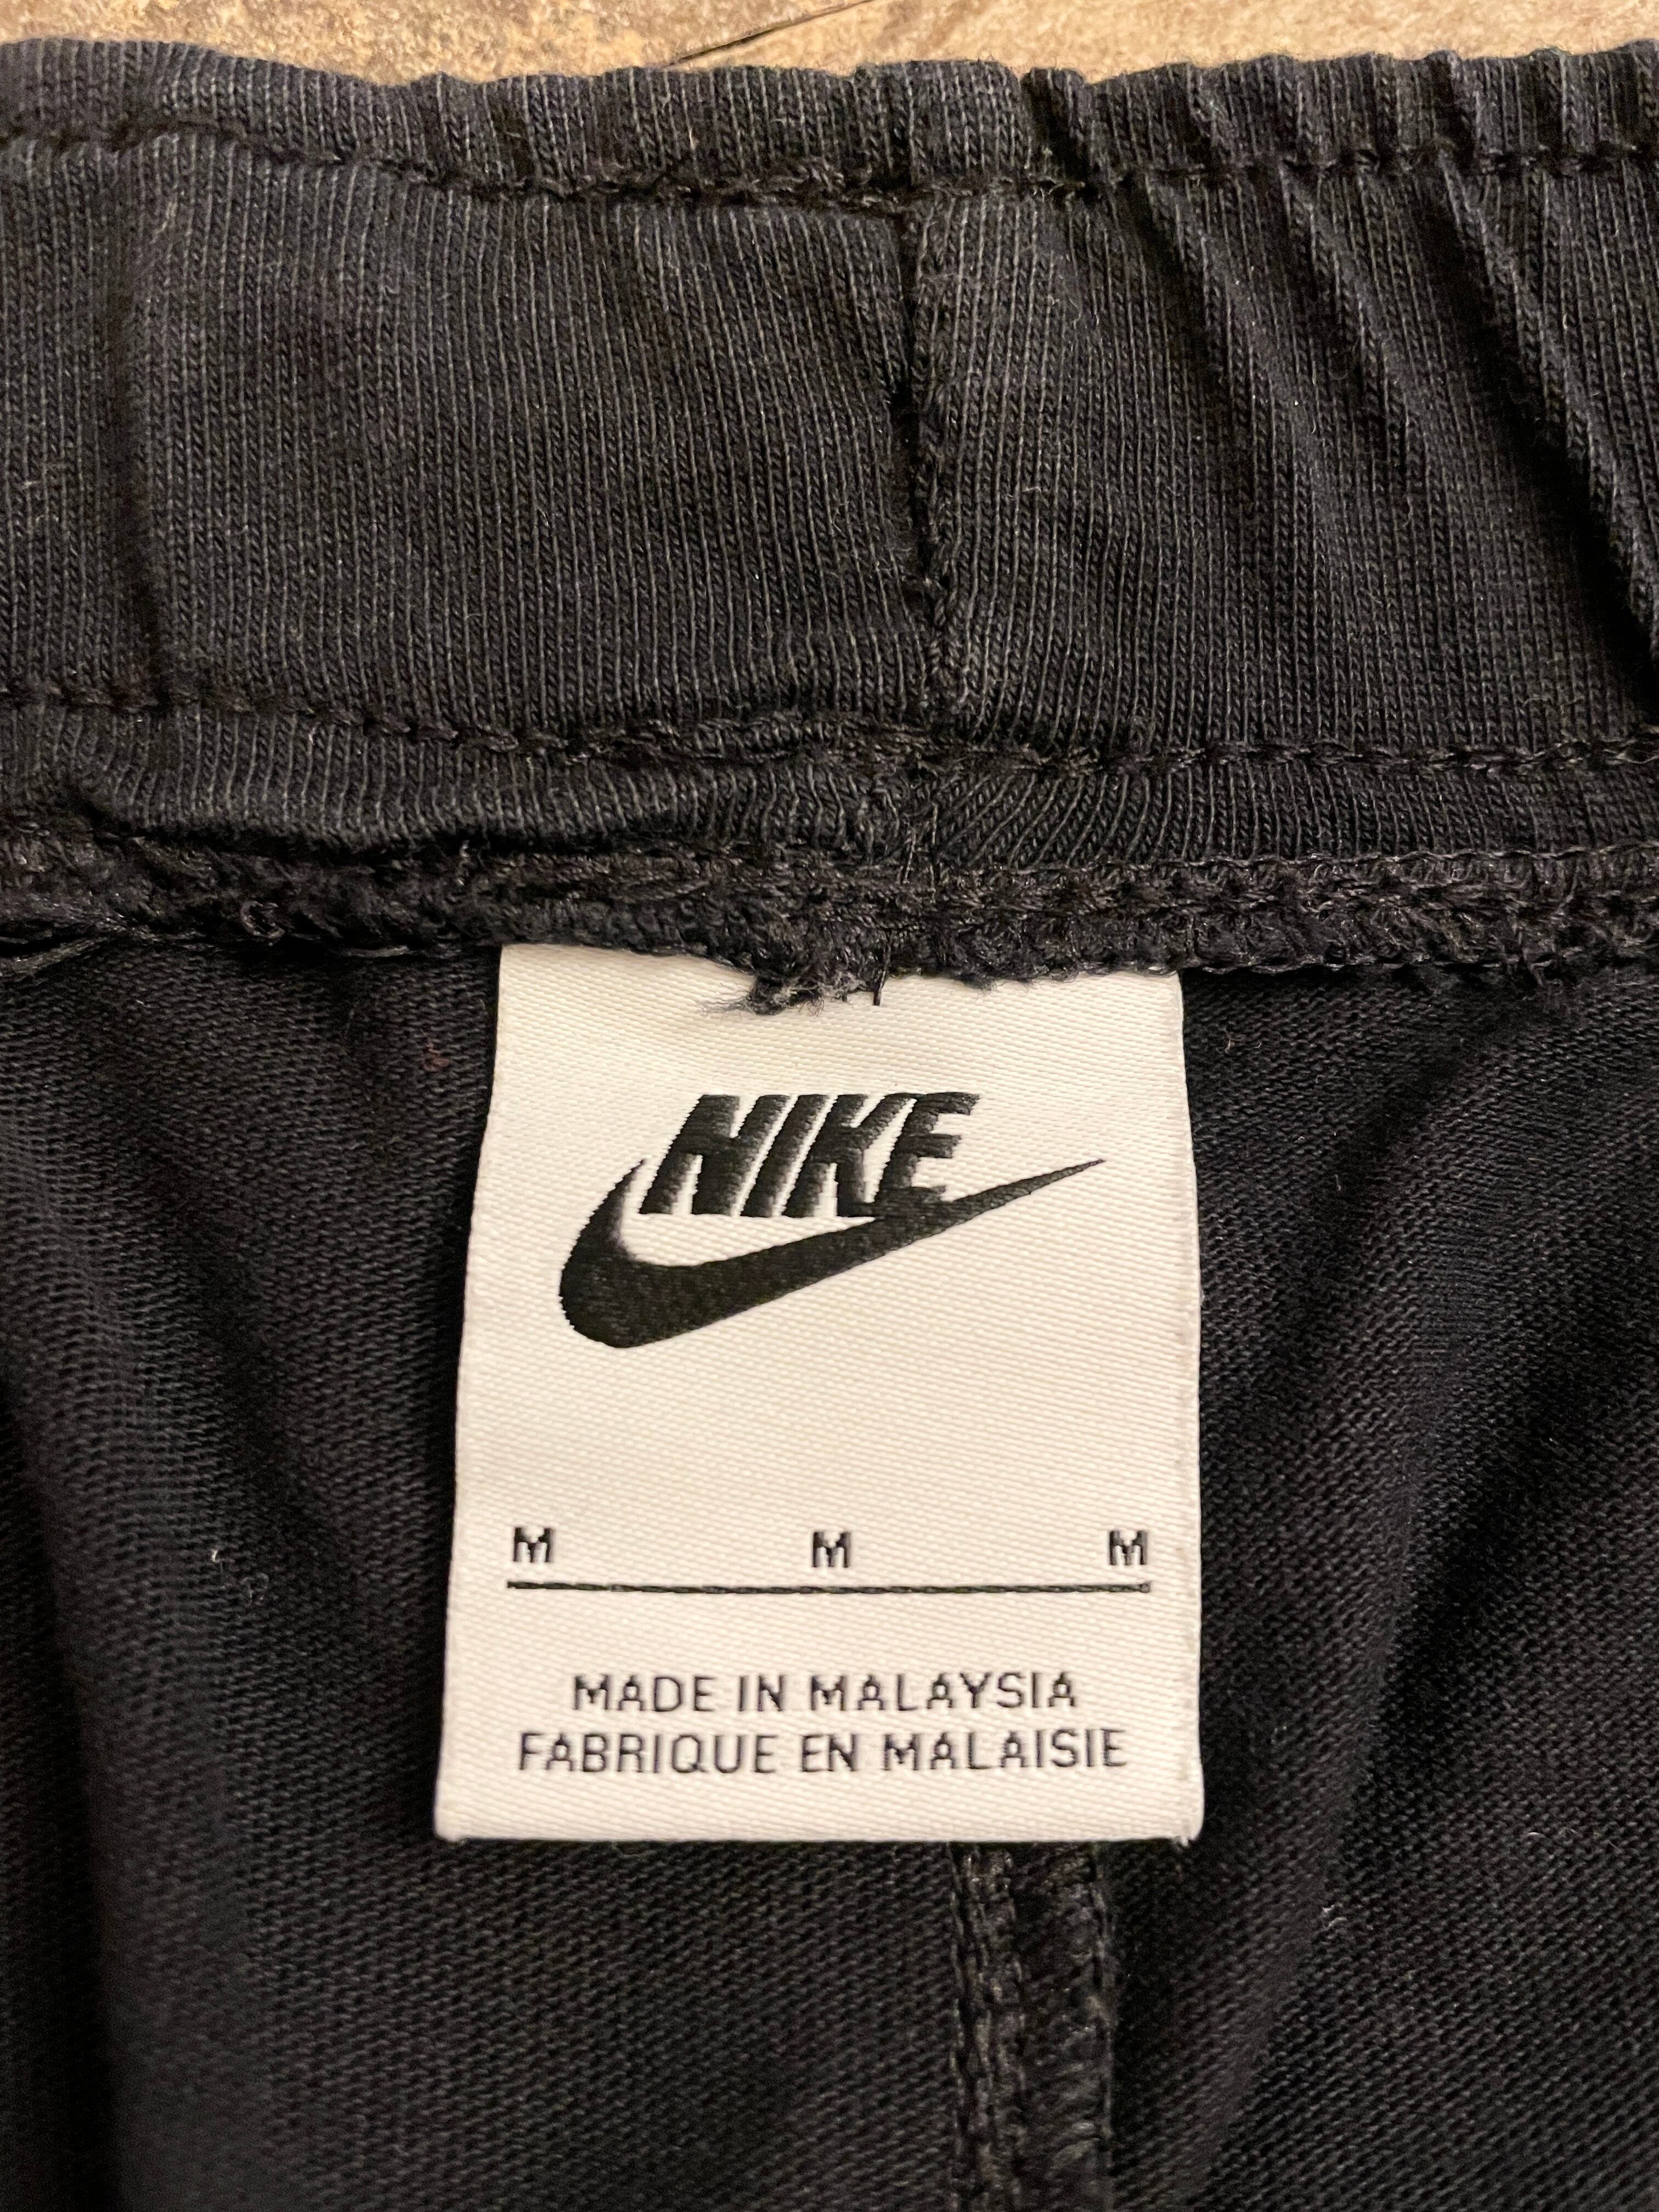 NIKE
M M M
MADE IN MALAYSIA
FABRIQUE EN MALAISIE